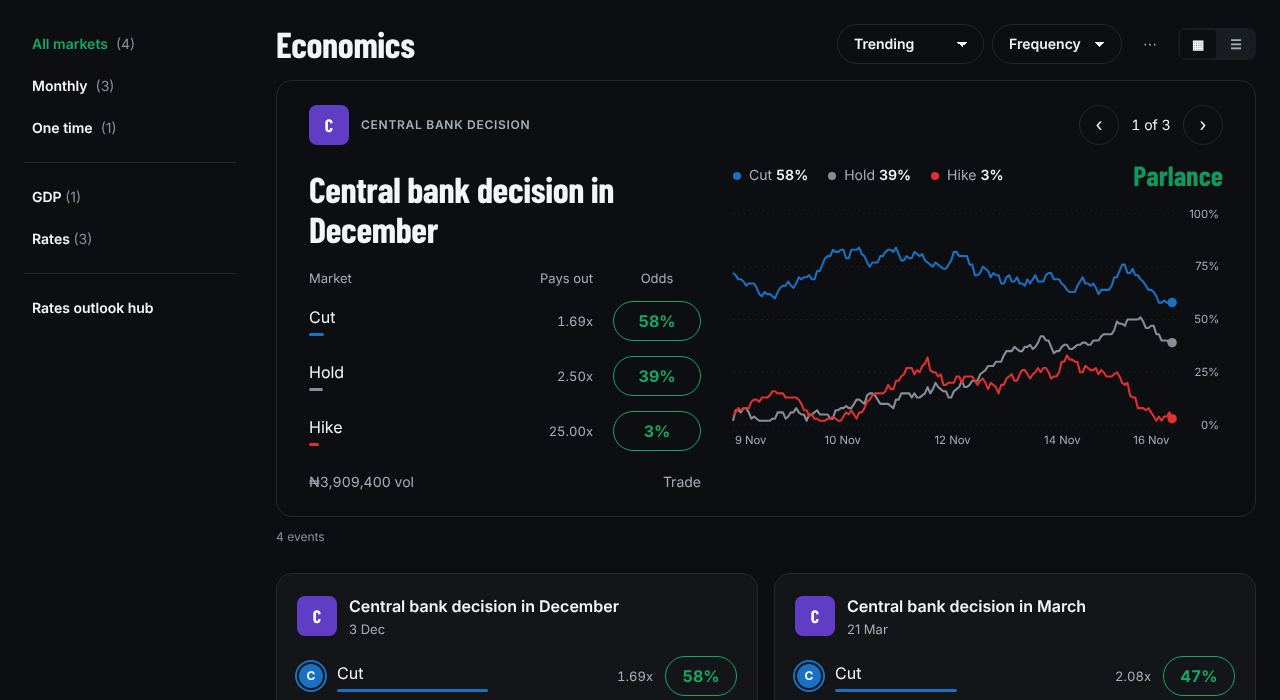 All markets (4)
Monthly (3)
One time (1)
GDP (1)
Rates (3)
Rates outlook hub
Economics
Trending
Frequency
C
CENTRAL BANK DECISION
1 of 3
Central bank decision in
December
Market Pays out Odds
Cut 1.69x 58%
Hold 2.50x 39%
Hike 25.00x 3%
₦3,909,400 vol Trade
Cut 58% Hold 39% Hike 3%
Parlance
100%
75%
50%
25%
0%
9 Nov 10 Nov 12 Nov 14 Nov 16 Nov
4 events
C
Central bank decision in December
3 Dec
C Cut 1.69x 58%
C
Central bank decision in March
21 Mar
C Cut 2.08x 47%